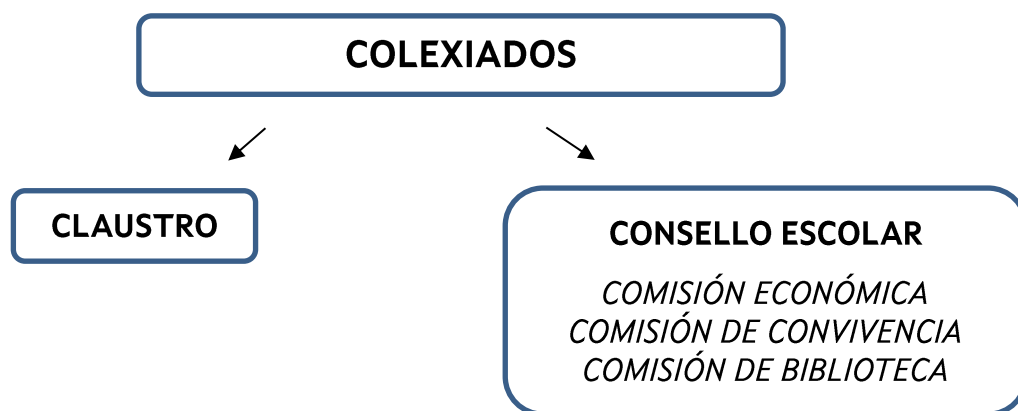 COLEXIADOS
CLAUSTRO
CONSELLO ESCOLAR
COMISIÓN ECONÓMICA
COMISIÓN DE CONVIVENCIA
COMISIÓN DE BIBLIOTECA